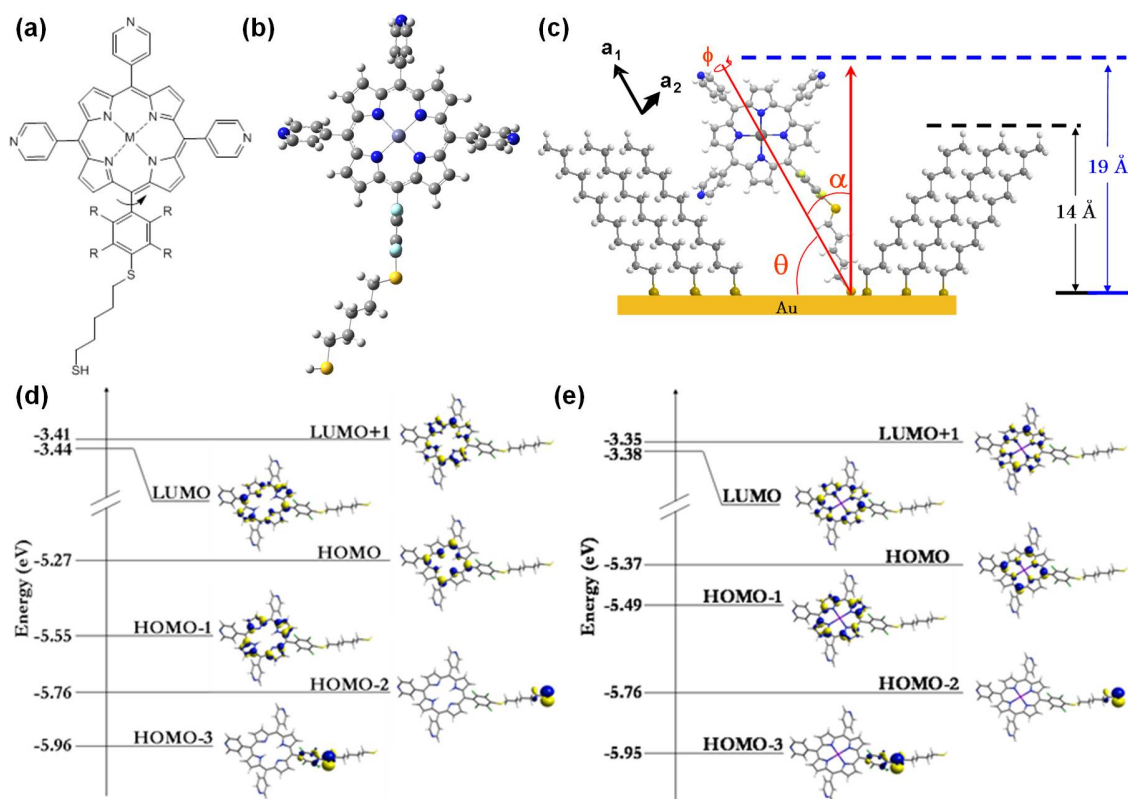 (a)
(b)
(c)
N
N
N
N
N
N
N
M
R
R
R
R
S
SH
a1
a2
ϕ
α
θ
Au
14 Å
19 Å
(d)
Energy (eV)
-3.41
LUMO+1
-3.44
LUMO
-5.27
HOMO
-5.55
HOMO-1
-5.76
HOMO-2
-5.96
HOMO-3
(e)
Energy (eV)
-3.35
LUMO+1
-3.38
LUMO
-5.37
HOMO
-5.49
HOMO-1
-5.76
HOMO-2
-5.95
HOMO-3